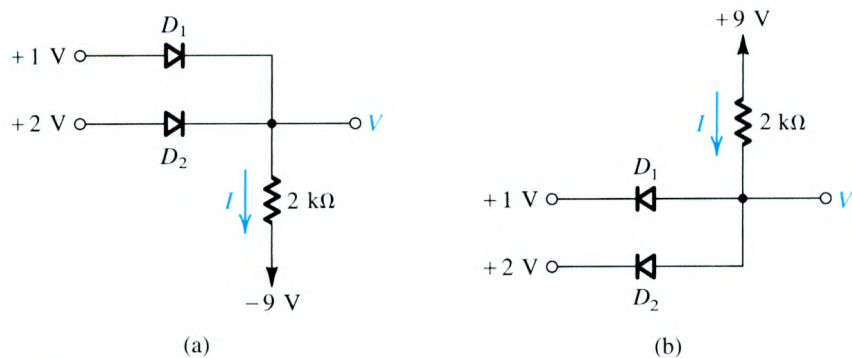 D₁
+1 V
+2 V
V
D₂
I
2 kΩ
−9 V
(a)
+9 V
I
2 kΩ
D₁
+1 V
V
+2 V
D₂
(b)